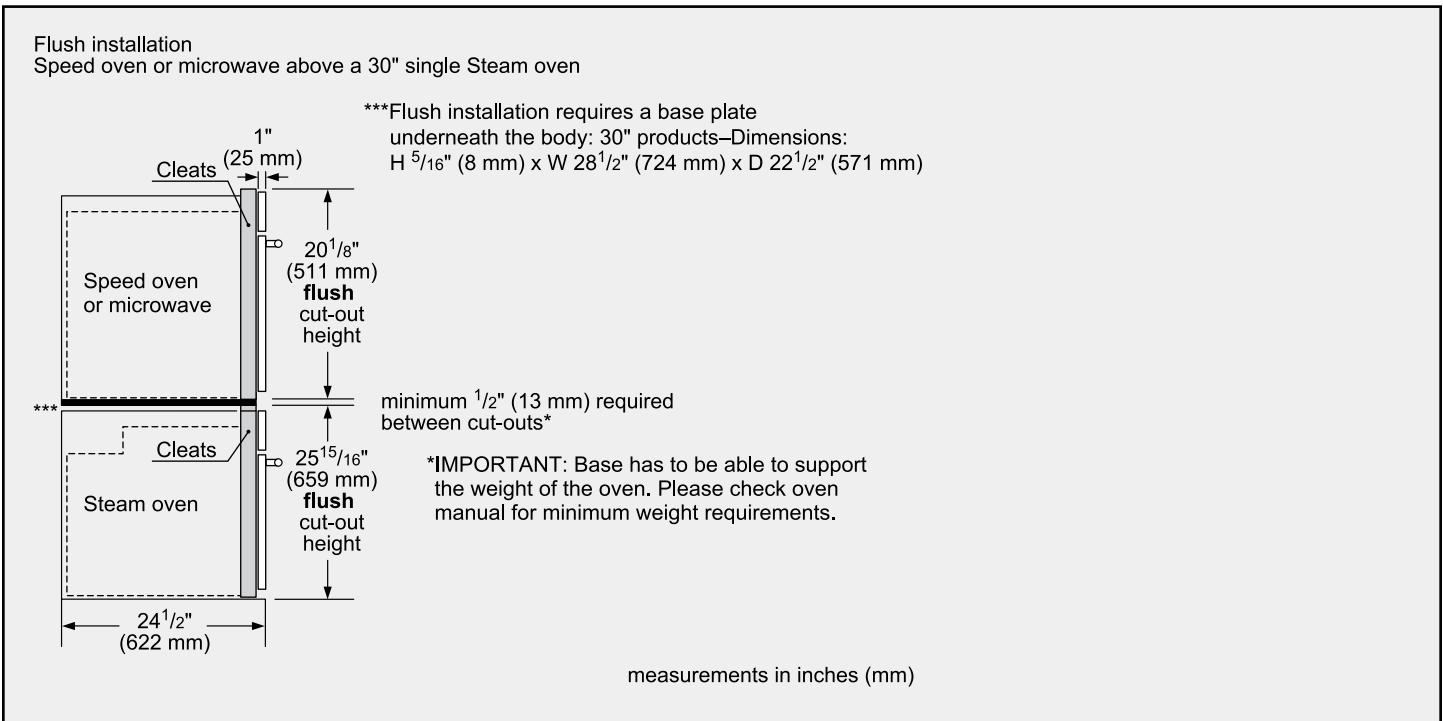 Flush installation
Speed oven or microwave above a 30" single Steam oven
***Flush installation requires a base plate
underneath the body: 30" products–Dimensions:
H 5/16" (8 mm) x W 28 1/2" (724 mm) x D 22 1/2" (571 mm)
1"
(25 mm)
Cleats
20 1/8"
(511 mm)
flush
cut-out
height
Speed oven
or microwave
***
minimum 1/2" (13 mm) required
between cut-outs*
Cleats
25 15/16"
(659 mm)
flush
cut-out
height
*IMPORTANT: Base has to be able to support
the weight of the oven. Please check oven
manual for minimum weight requirements.
Steam oven
24 1/2"
(622 mm)
measurements in inches (mm)